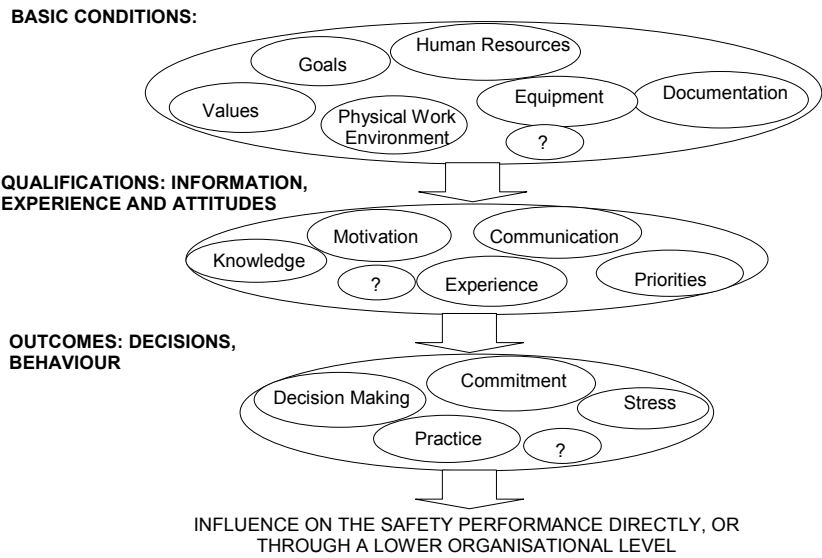 BASIC CONDITIONS:
Human Resources
Goals
Equipment
Documentation
Values
Physical Work
Environment
?
QUALIFICATIONS: INFORMATION,
EXPERIENCE AND ATTITUDES
Motivation
Communication
Knowledge
?
Experience
Priorities
OUTCOMES: DECISIONS,
BEHAVIOUR
Commitment
Decision Making
Stress
Practice
?
INFLUENCE ON THE SAFETY PERFORMANCE DIRECTLY, OR
THROUGH A LOWER ORGANISATIONAL LEVEL